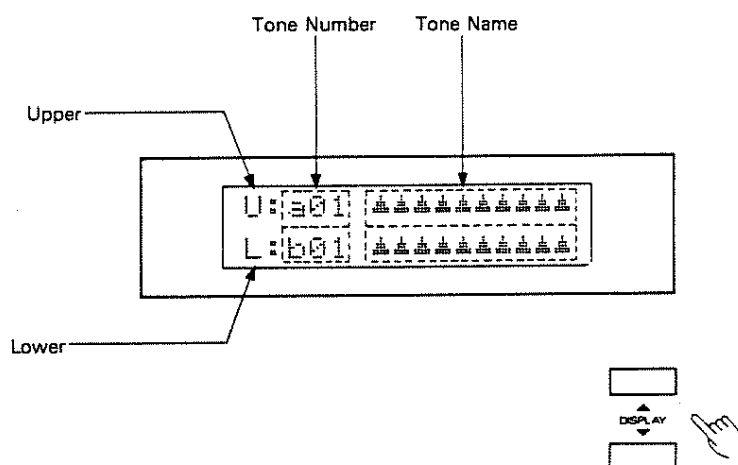 Tone Number Tone Name
Upper
U:a01
L:b01
Lower
DISPLAY